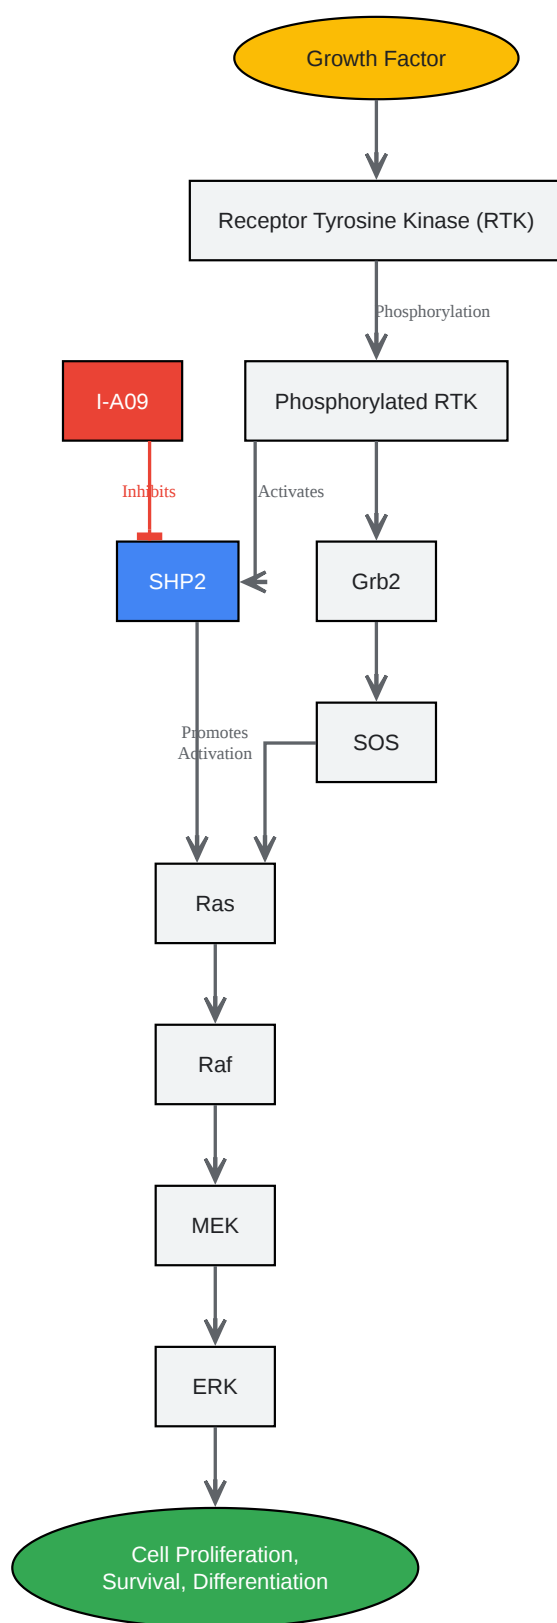 Growth Factor
Receptor Tyrosine Kinase (RTK)
Phosphorylation
I-A09
Phosphorylated RTK
Inhibits
Activates
SHP2
Grb2
Promotes
Activation
SOS
Ras
Raf
MEK
ERK
Cell Proliferation,
Survival, Differentiation